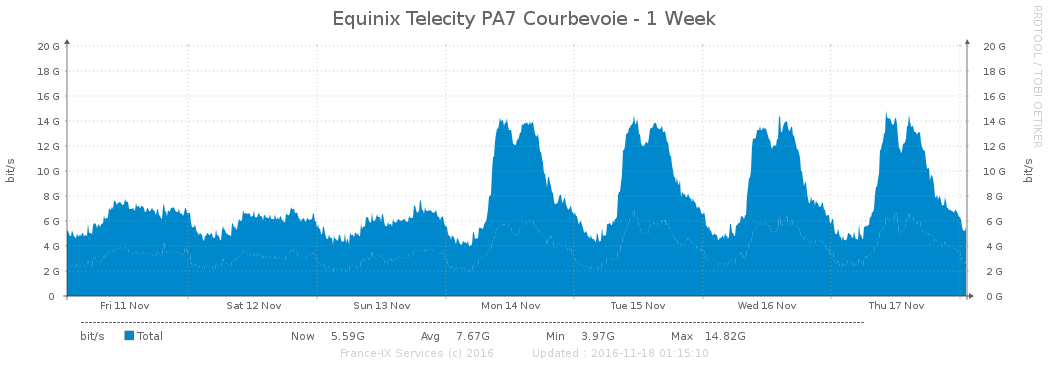 Equinix Telecity PA7 Courbevoie - 1 Week
RRDTOOL / TOBI OETIKER
bit/s
20 G 20 G
18 G 18 G
16 G 16 G
14 G 14 G
12 G 12 G
10 G 10 G
8 G 8 G
6 G 6 G
4 G 4 G
2 G 2 G
0 0 G
bit/s
Fri 11 Nov Sat 12 Nov Sun 13 Nov Mon 14 Nov Tue 15 Nov Wed 16 Nov Thu 17 Nov
bit/s Total Now 5.59G Avg 7.67G Min 3.97G Max 14.82G
France-IX Services (c) 2016 Updated : 2016-11-18 01:15:10